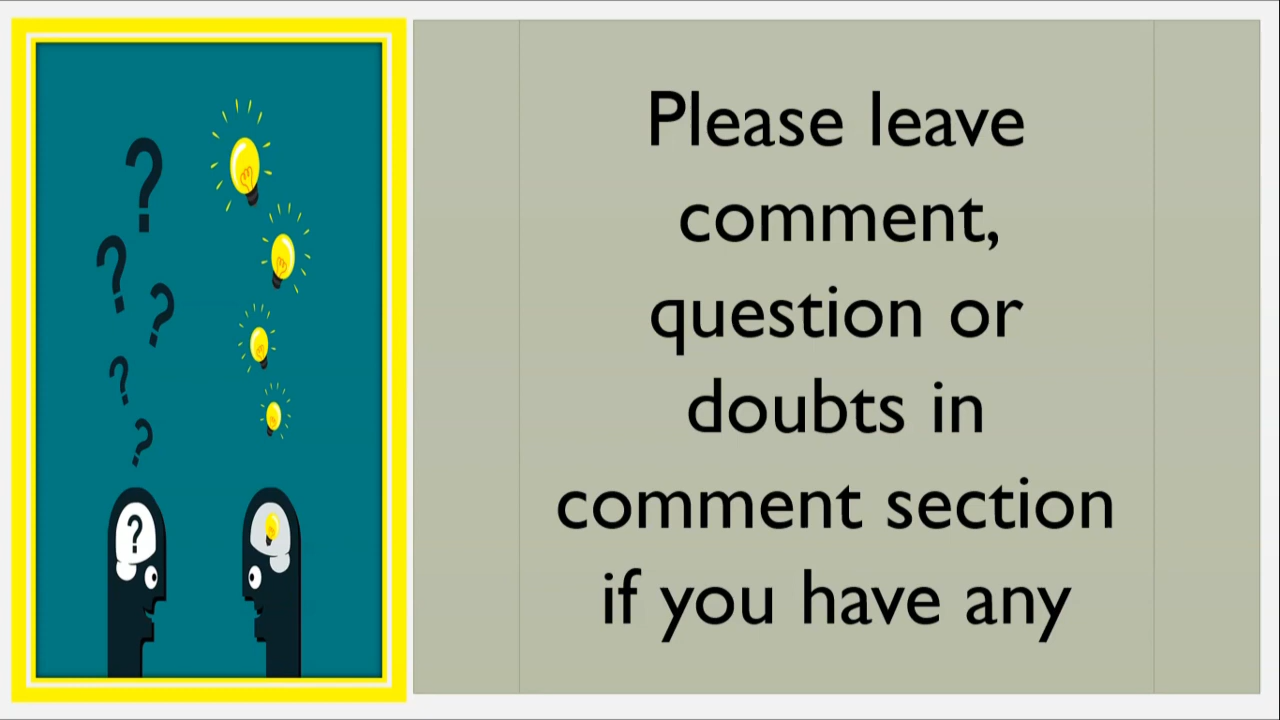 Please leave
comment,
question or
doubts in
comment section
if you have any